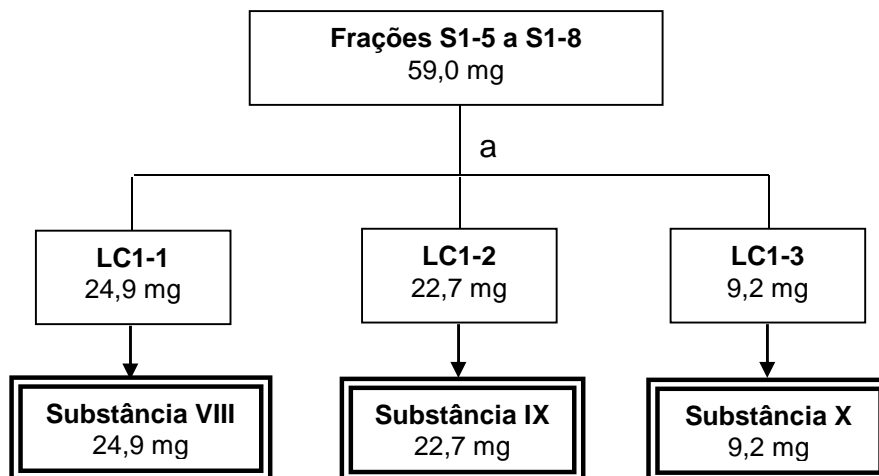 Frações S1-5 a S1-8
59,0 mg
a
LC1-1
24,9 mg
LC1-2
22,7 mg
LC1-3
9,2 mg
Substância VIII
24,9 mg
Substância IX
22,7 mg
Substância X
9,2 mg